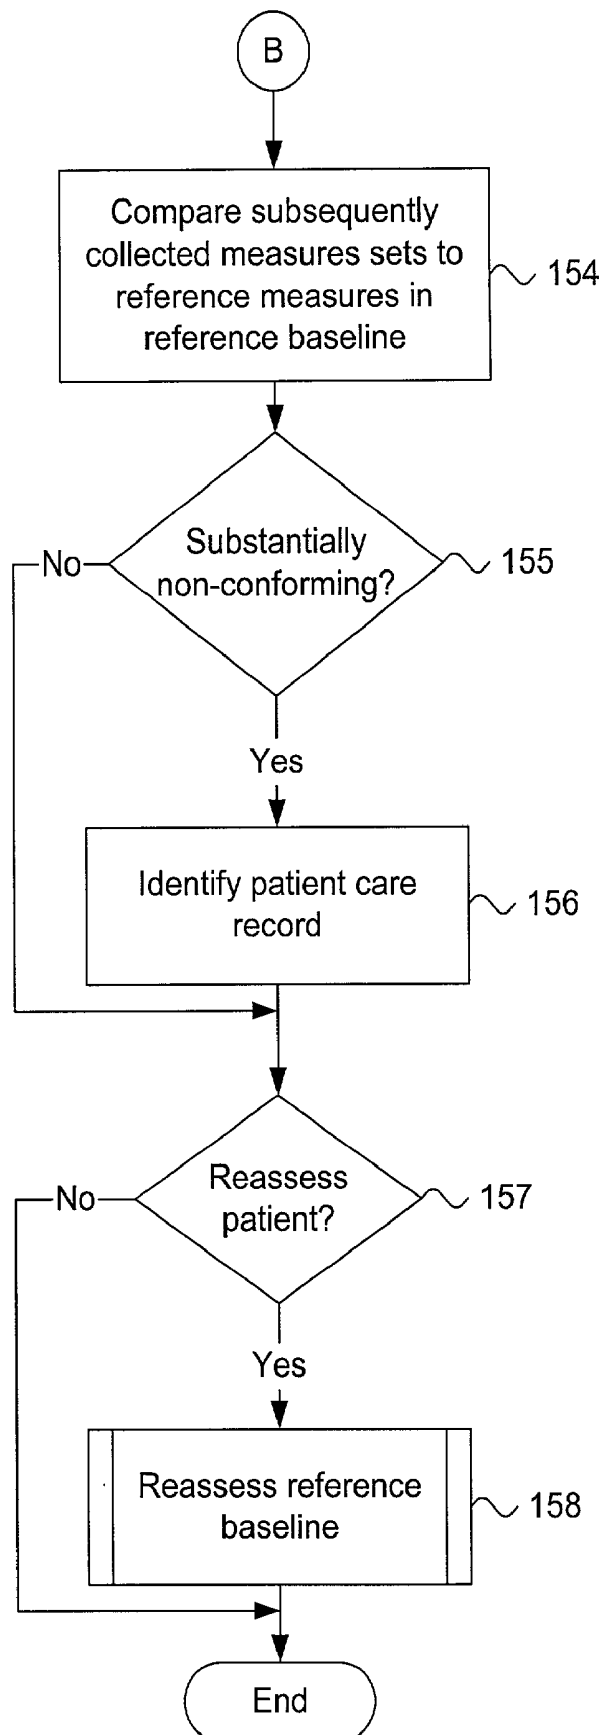 B
Compare subsequently
collected measures sets to
reference measures in
reference baseline
154
Substantially
non-conforming?
155
No
Yes
Identify patient care
record
156
Reassess
patient?
157
No
Yes
Reassess reference
baseline
158
End